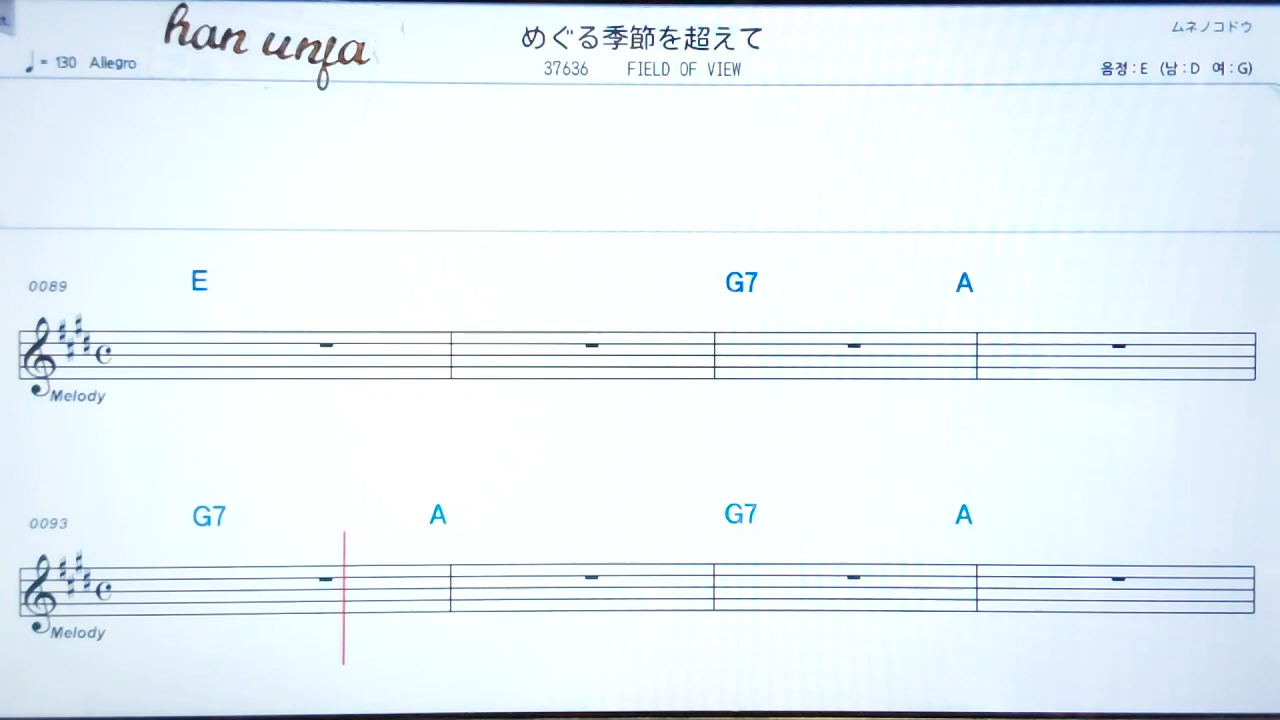 han unfa
めぐる季節を超えて
ムネノコドウ
♩= 130 Allegro
37636 FIELD OF VIEW
음정 : E (남 : D 여 : G)
0089 E G7 A
Melody
0093 G7 A G7 A
Melody